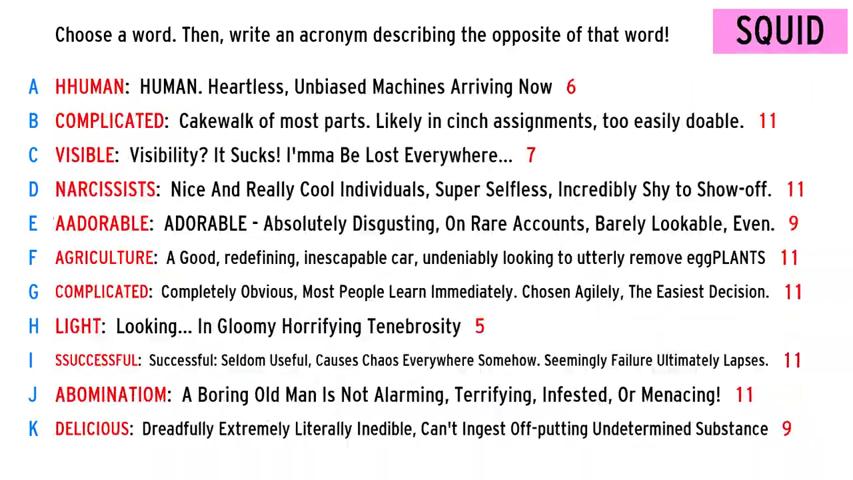 Choose a word. Then, write an acronym describing the opposite of that word!
SQUID
A HHUMAN: HUMAN. Heartless, Unbiased Machines Arriving Now 6
B COMPLICATED: Cakewalk of most parts. Likely in cinch assignments, too easily doable. 11
C VISIBLE: Visibility? It Sucks! I'mma Be Lost Everywhere... 7
D NARCISSISTS: Nice And Really Cool Individuals, Super Selfless, Incredibly Shy to Show-off. 11
E AADORABLE: ADORABLE - Absolutely Disgusting, On Rare Accounts, Barely Lookable, Even. 9
F AGRICULTURE: A Good, redefining, inescapable car, undeniably looking to utterly remove eggPLANTS 11
G COMPLICATED: Completely Obvious, Most People Learn Immediately. Chosen Agilely, The Easiest Decision. 11
H LIGHT: Looking... In Gloomy Horrifying Tenebrosity 5
I SSUCCESSFUL: Successful: Seldom Useful, Causes Chaos Everywhere Somehow. Seemingly Failure Ultimately Lapses. 11
J ABOMINATIOM: A Boring Old Man Is Not Alarming, Terrifying, Infested, Or Menacing! 11
K DELICIOUS: Dreadfully Extremely Literally Inedible, Can't Ingest Off-putting Undetermined Substance 9